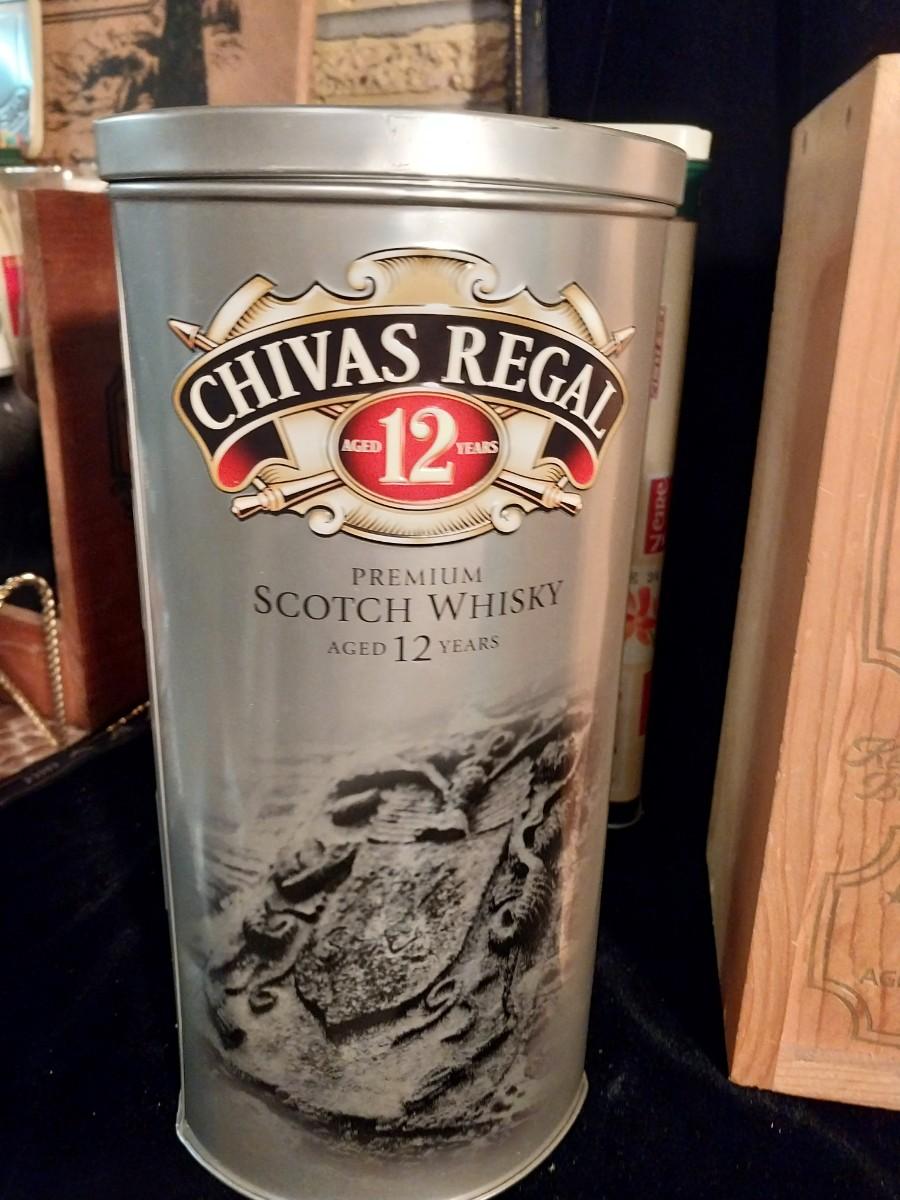 CHIVAS REGAL
AGED 12 YEARS
PREMIUM
SCOTCH WHISKY
AGED 12 YEARS